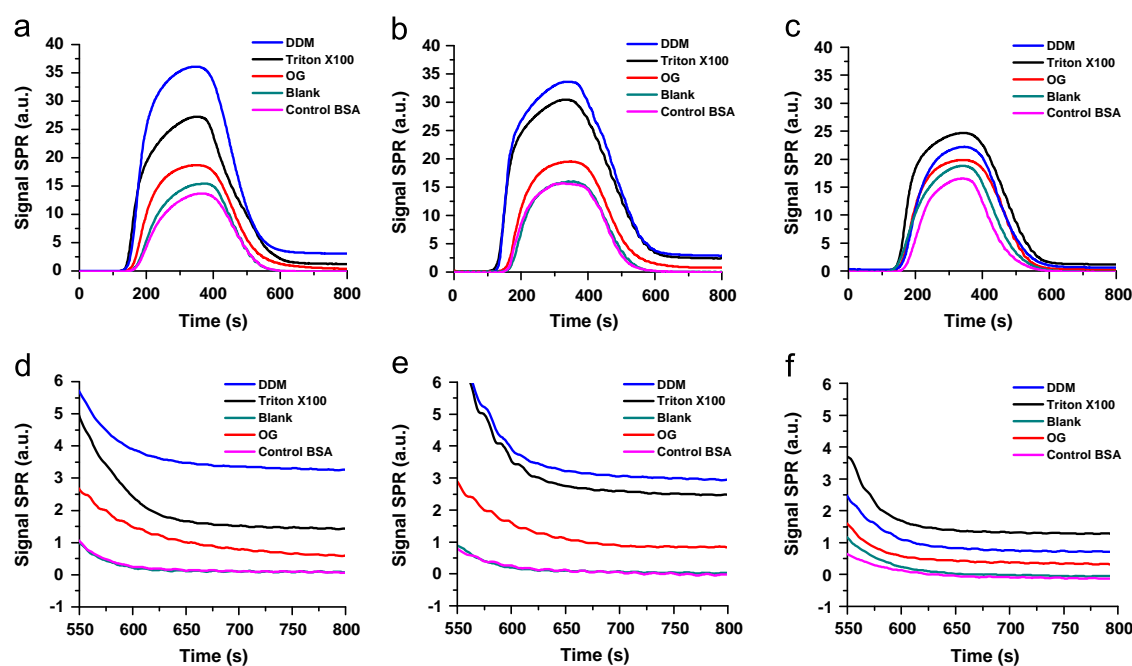 a
Signal SPR (a.u.)
40
35
30
25
20
15
10
5
0
0 200 400 600 800
Time (s)
DDM
Triton X100
OG
Blank
Control BSA
b
Signal SPR (a.u.)
40
35
30
25
20
15
10
5
0
0 200 400 600 800
Time (s)
DDM
Triton X100
OG
Blank
Control BSA
c
Signal SPR (a.u.)
40
35
30
25
20
15
10
5
0
0 200 400 600 800
Time (s)
DDM
Triton X100
OG
Blank
Control BSA
d
Signal SPR (a.u.)
6
5
4
3
2
1
0
-1
550 600 650 700 750 800
Time (s)
DDM
Triton X100
Blank
OG
Control BSA
e
Signal SPR (a.u.)
6
5
4
3
2
1
0
-1
550 600 650 700 750 800
Time (s)
DDM
Triton X100
Blank
OG
Control BSA
f
Signal SPR (a.u.)
6
5
4
3
2
1
0
-1
550 600 650 700 750 800
Time (s)
DDM
Triton X100
Blank
OG
Control BSA